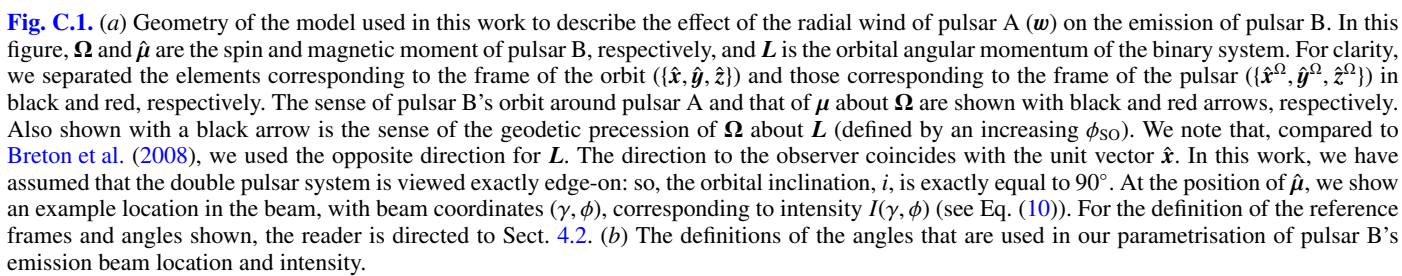 Fig. C.1. (a) Geometry of the model used in this work to describe the effect of the radial wind of pulsar A (w) on the emission of pulsar B. In this
figure, Ω and μ̂ are the spin and magnetic moment of pulsar B, respectively, and L is the orbital angular momentum of the binary system. For clarity,
we separated the elements corresponding to the frame of the orbit ({x̂, ŷ, ẑ}) and those corresponding to the frame of the pulsar ({x̂^Ω, ŷ^Ω, ẑ^Ω}) in
black and red, respectively. The sense of pulsar B's orbit around pulsar A and that of μ about Ω are shown with black and red arrows, respectively.
Also shown with a black arrow is the sense of the geodetic precession of Ω about L (defined by an increasing ϕ_SO). We note that, compared to
Breton et al. (2008), we used the opposite direction for L. The direction to the observer coincides with the unit vector x̂. In this work, we have
assumed that the double pulsar system is viewed exactly edge-on: so, the orbital inclination, i, is exactly equal to 90°. At the position of μ̂, we show
an example location in the beam, with beam coordinates (γ, ϕ), corresponding to intensity I(γ, ϕ) (see Eq. (10)). For the definition of the reference
frames and angles shown, the reader is directed to Sect. 4.2. (b) The definitions of the angles that are used in our parametrisation of pulsar B's
emission beam location and intensity.